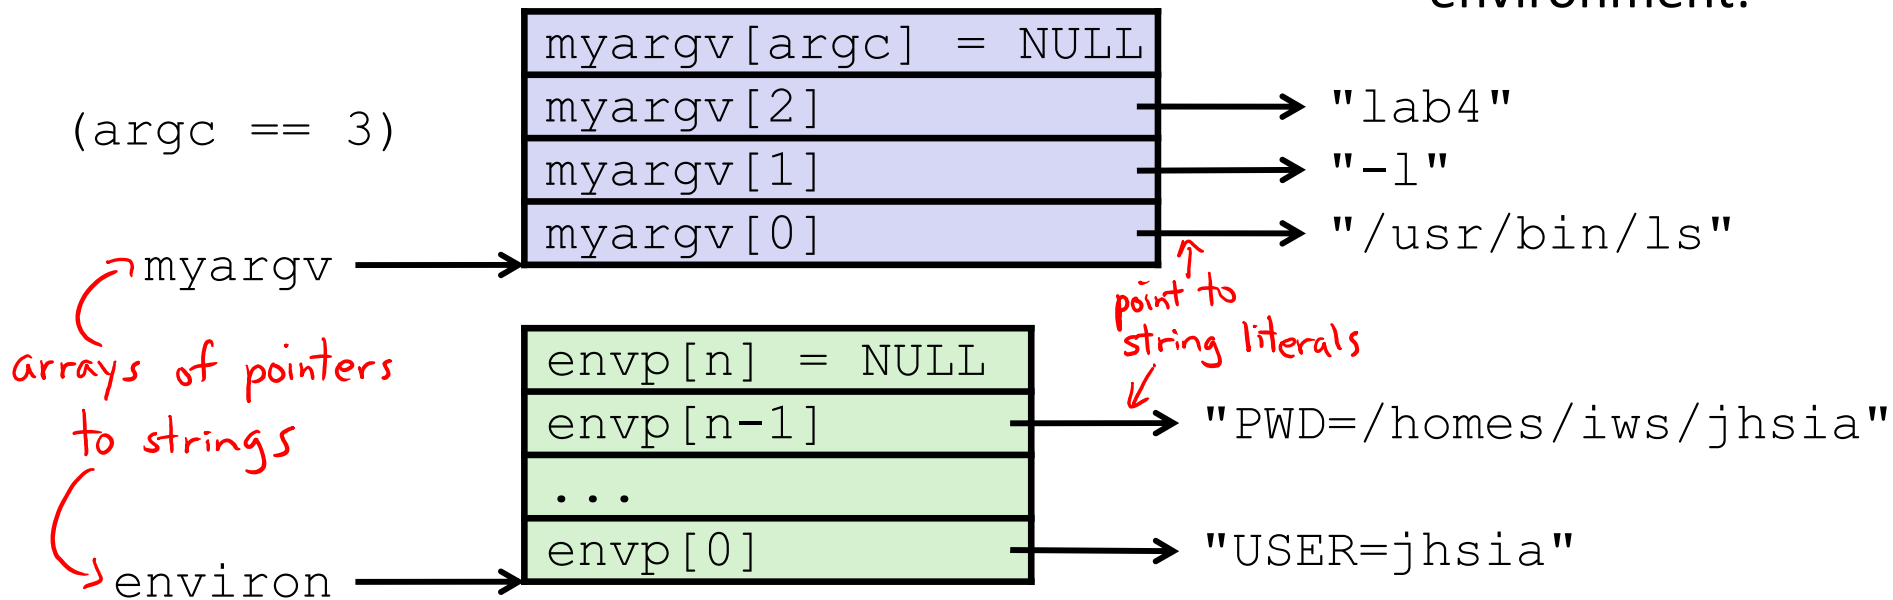 environment:
myargv[argc] = NULL
myargv[2] "lab4"
(argc == 3)
myargv[1] "-l"
myargv[0] "/usr/bin/ls"
myargv
point to
string literals
arrays of pointers
to strings
envp[n] = NULL
envp[n-1] "PWD=/homes/iws/jhsia"
...
envp[0] "USER=jhsia"
environ